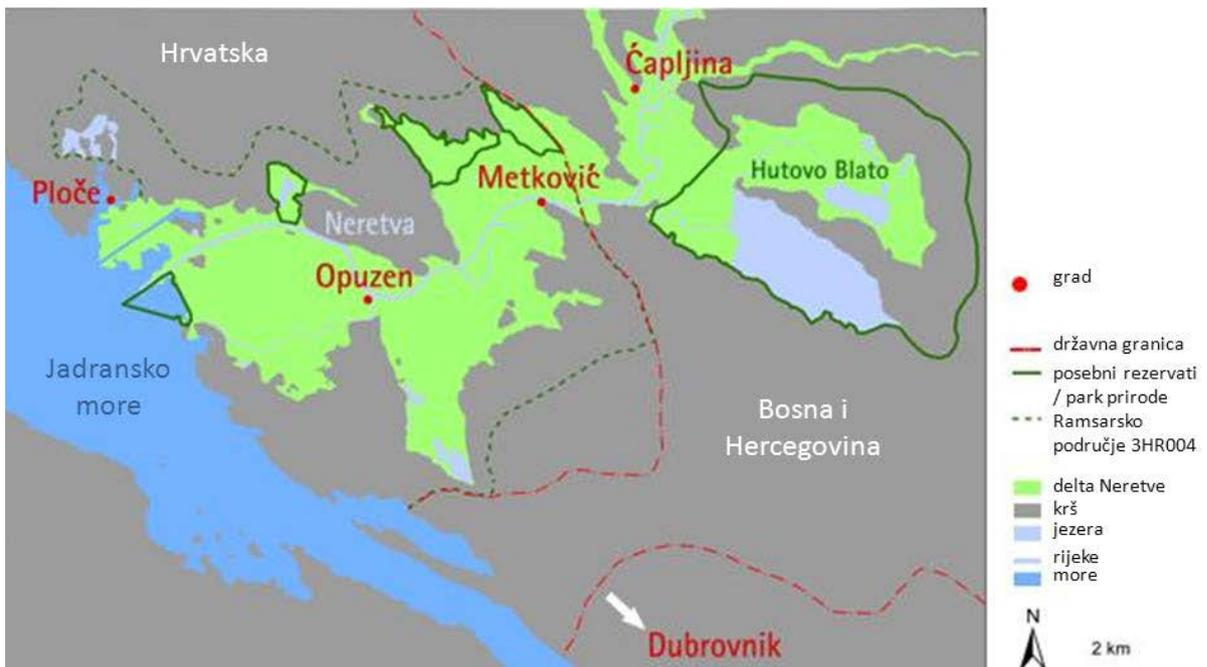 Hrvatska
Ćapljina
Hutovo Blato
Ploče
Metković
Neretva
Opuzen
Jadransko
more
Bosna i
Hercegovina
Dubrovnik
grad
državna granica
posebni rezervati
/ park prirode
Ramsarsko
područje 3HR004
delta Neretve
krš
jezera
rijeke
more
N
2 km